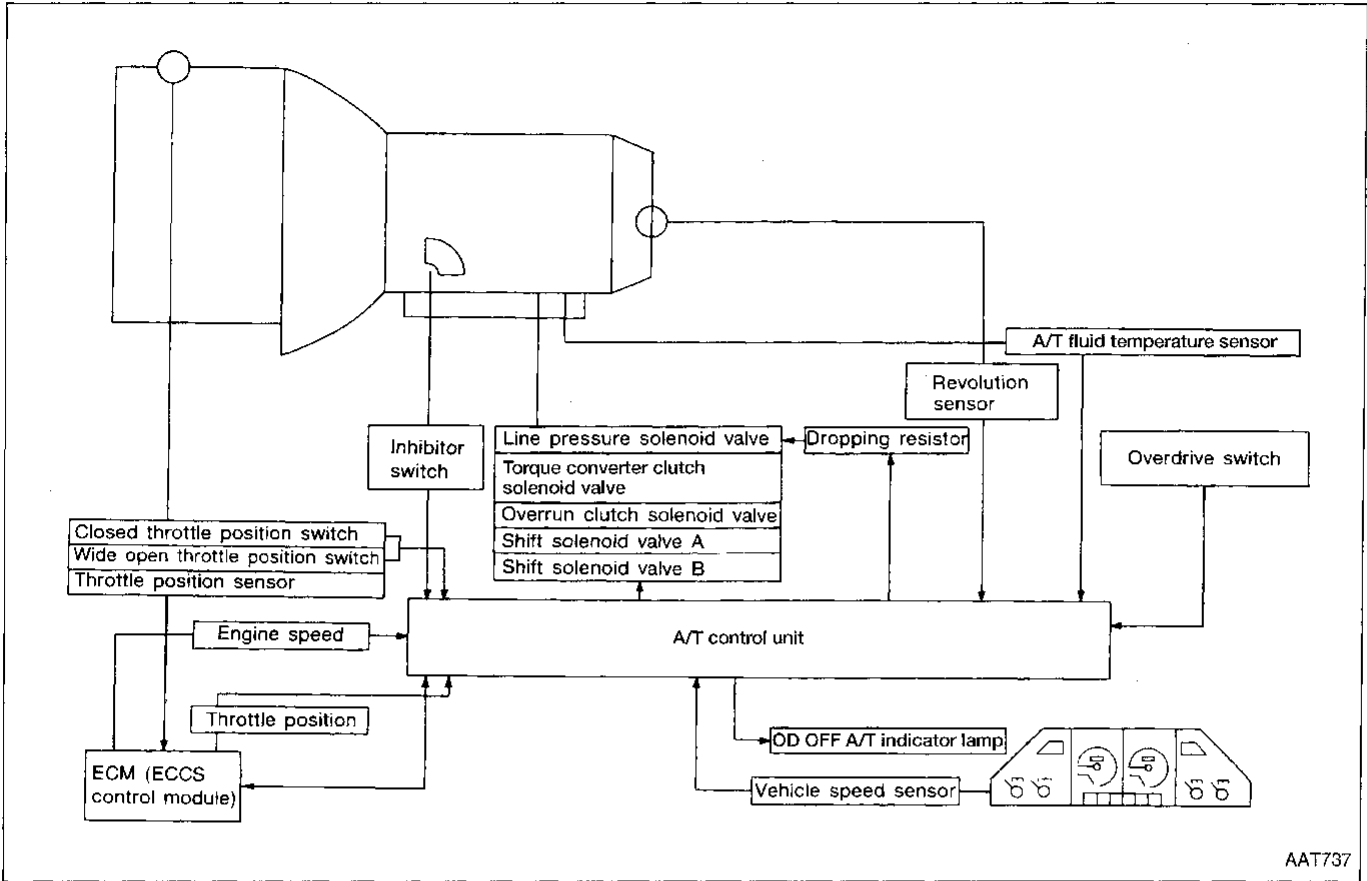 A/T fluid temperature sensor
Revolution
sensor
Inhibitor
switch
Line pressure solenoid valve
Dropping resistor
Torque converter clutch
solenoid valve
Overrun clutch solenoid valve
Shift solenoid valve A
Shift solenoid valve B
Overdrive switch
Closed throttle position switch
Wide open throttle position switch
Throttle position sensor
Engine speed
A/T control unit
Throttle position
ECM (ECCS
control module)
OD OFF A/T indicator lamp
Vehicle speed sensor
AAT737